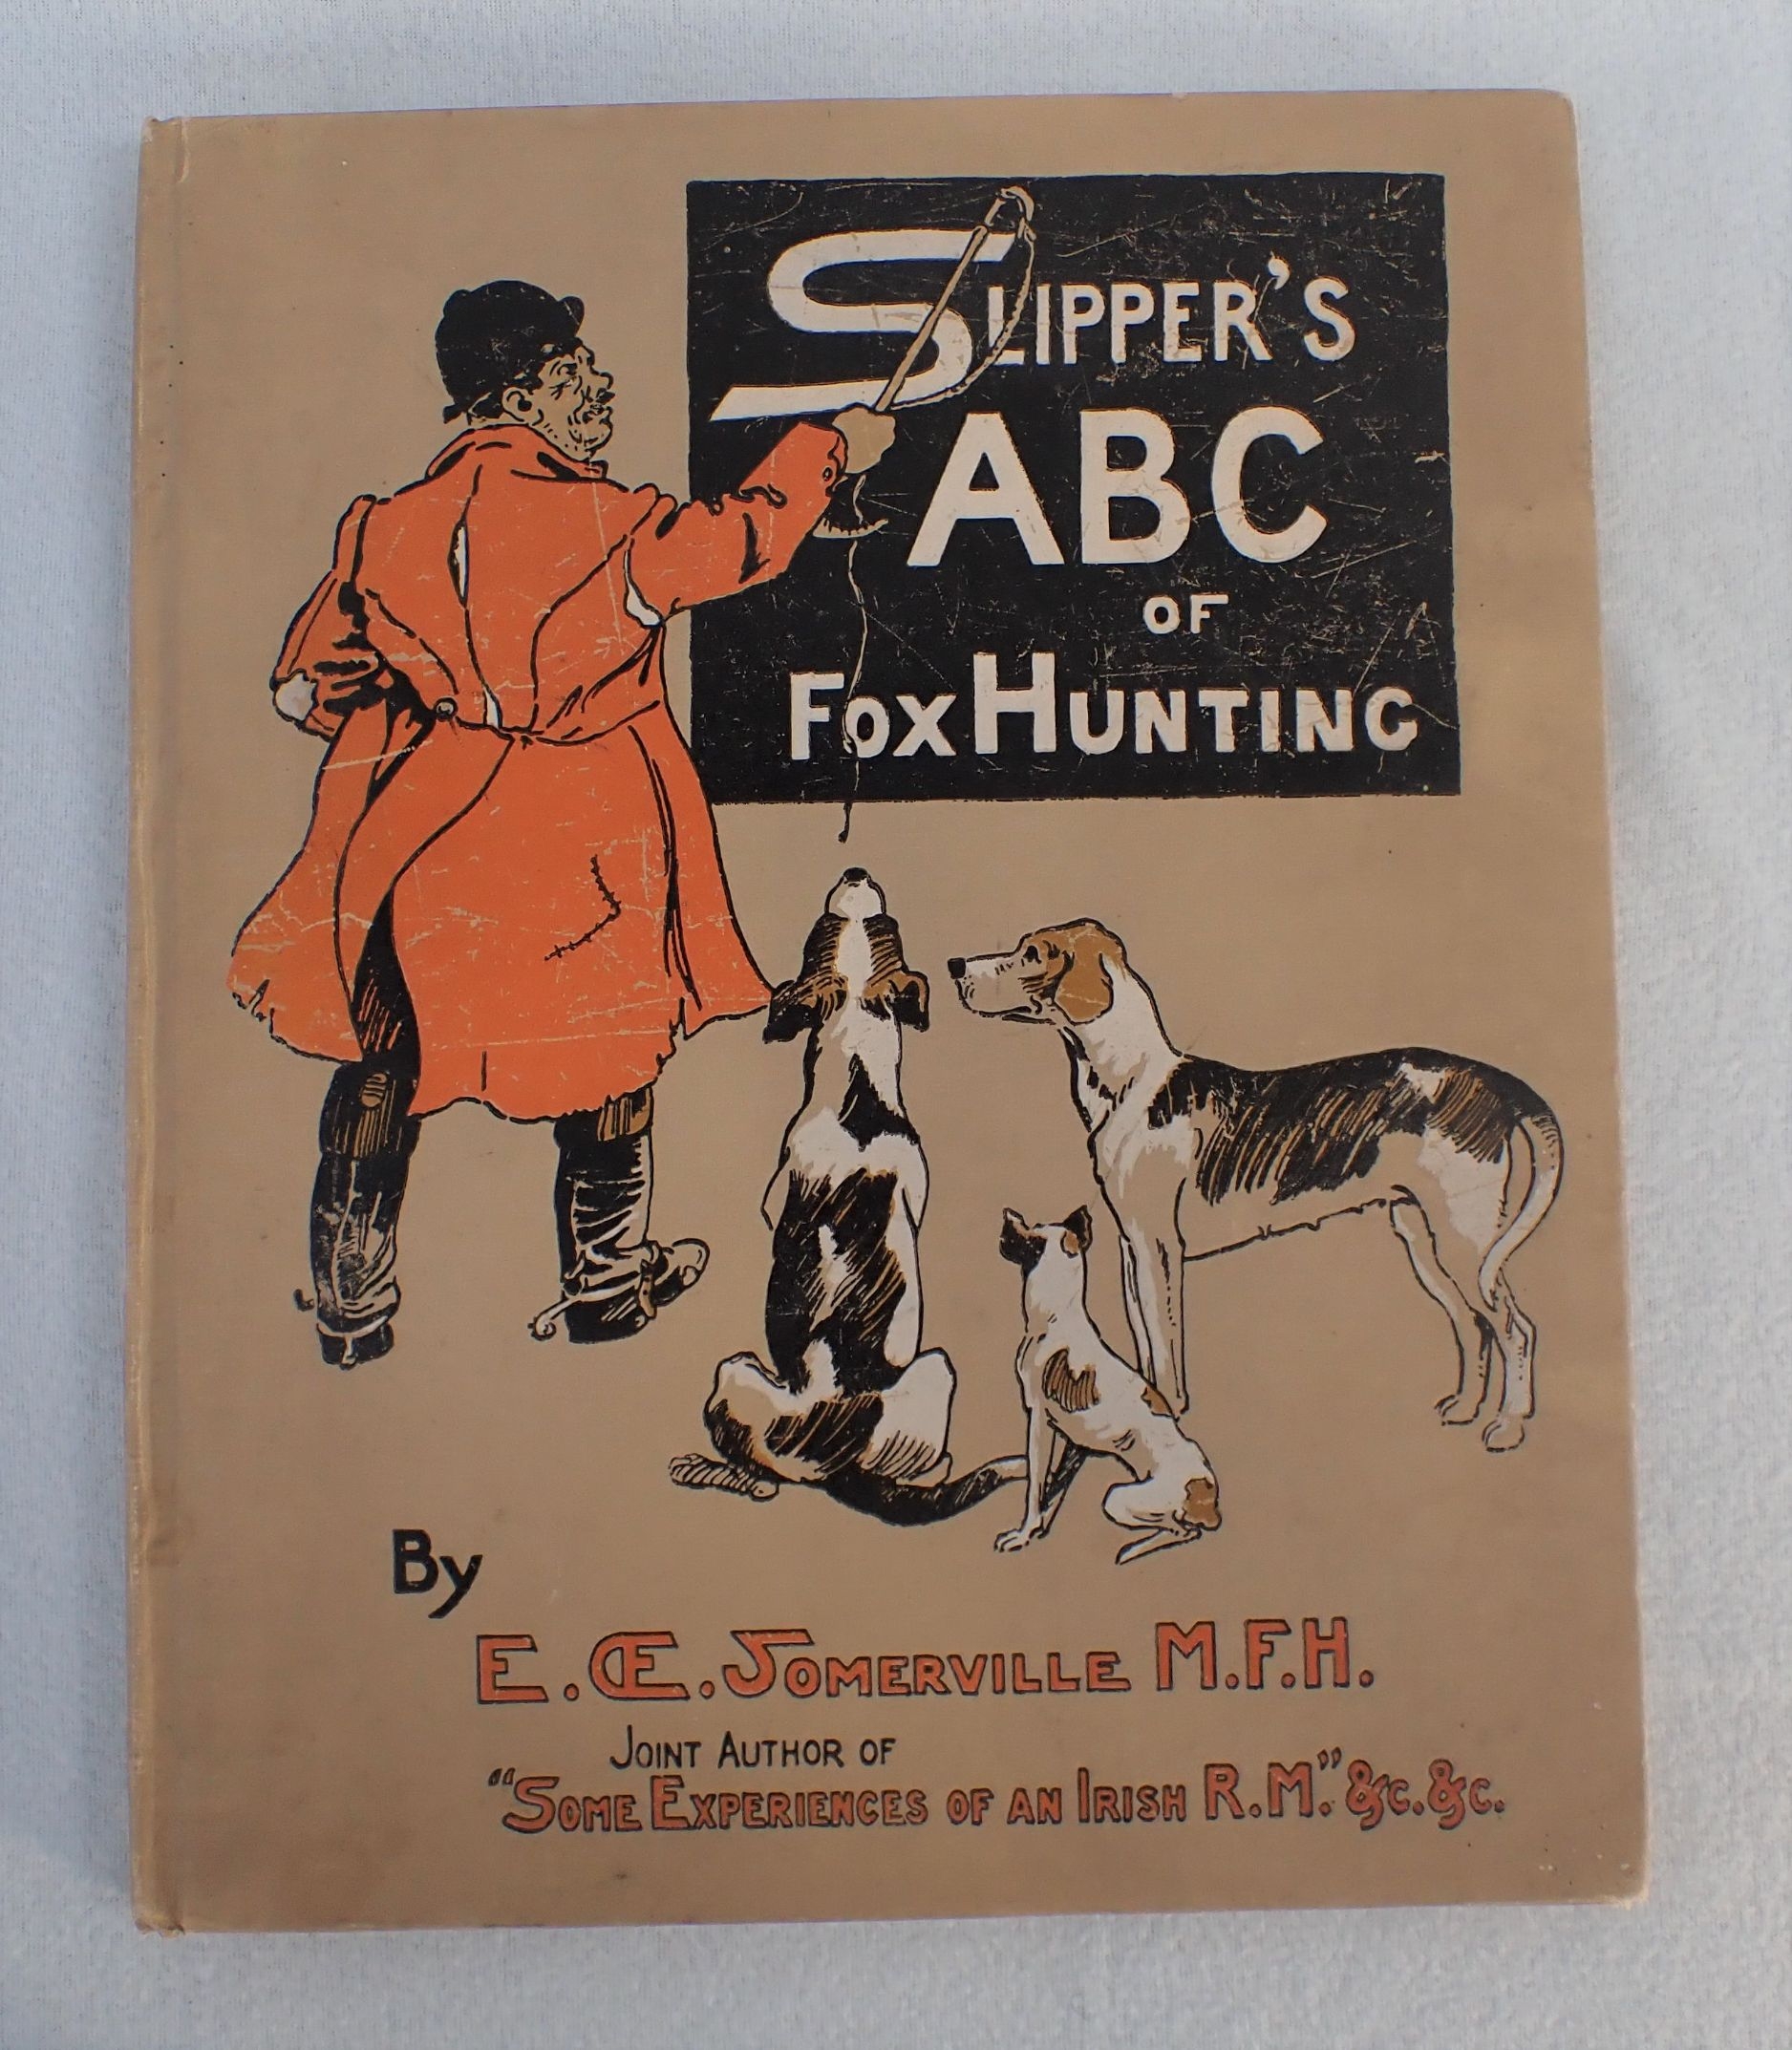 SLIPPER'S
ABC
OF
FOX HUNTING
By
E. Œ. SOMERVILLE M.F.H.
JOINT AUTHOR OF
"SOME EXPERIENCES OF AN IRISH R.M." &c. &c.